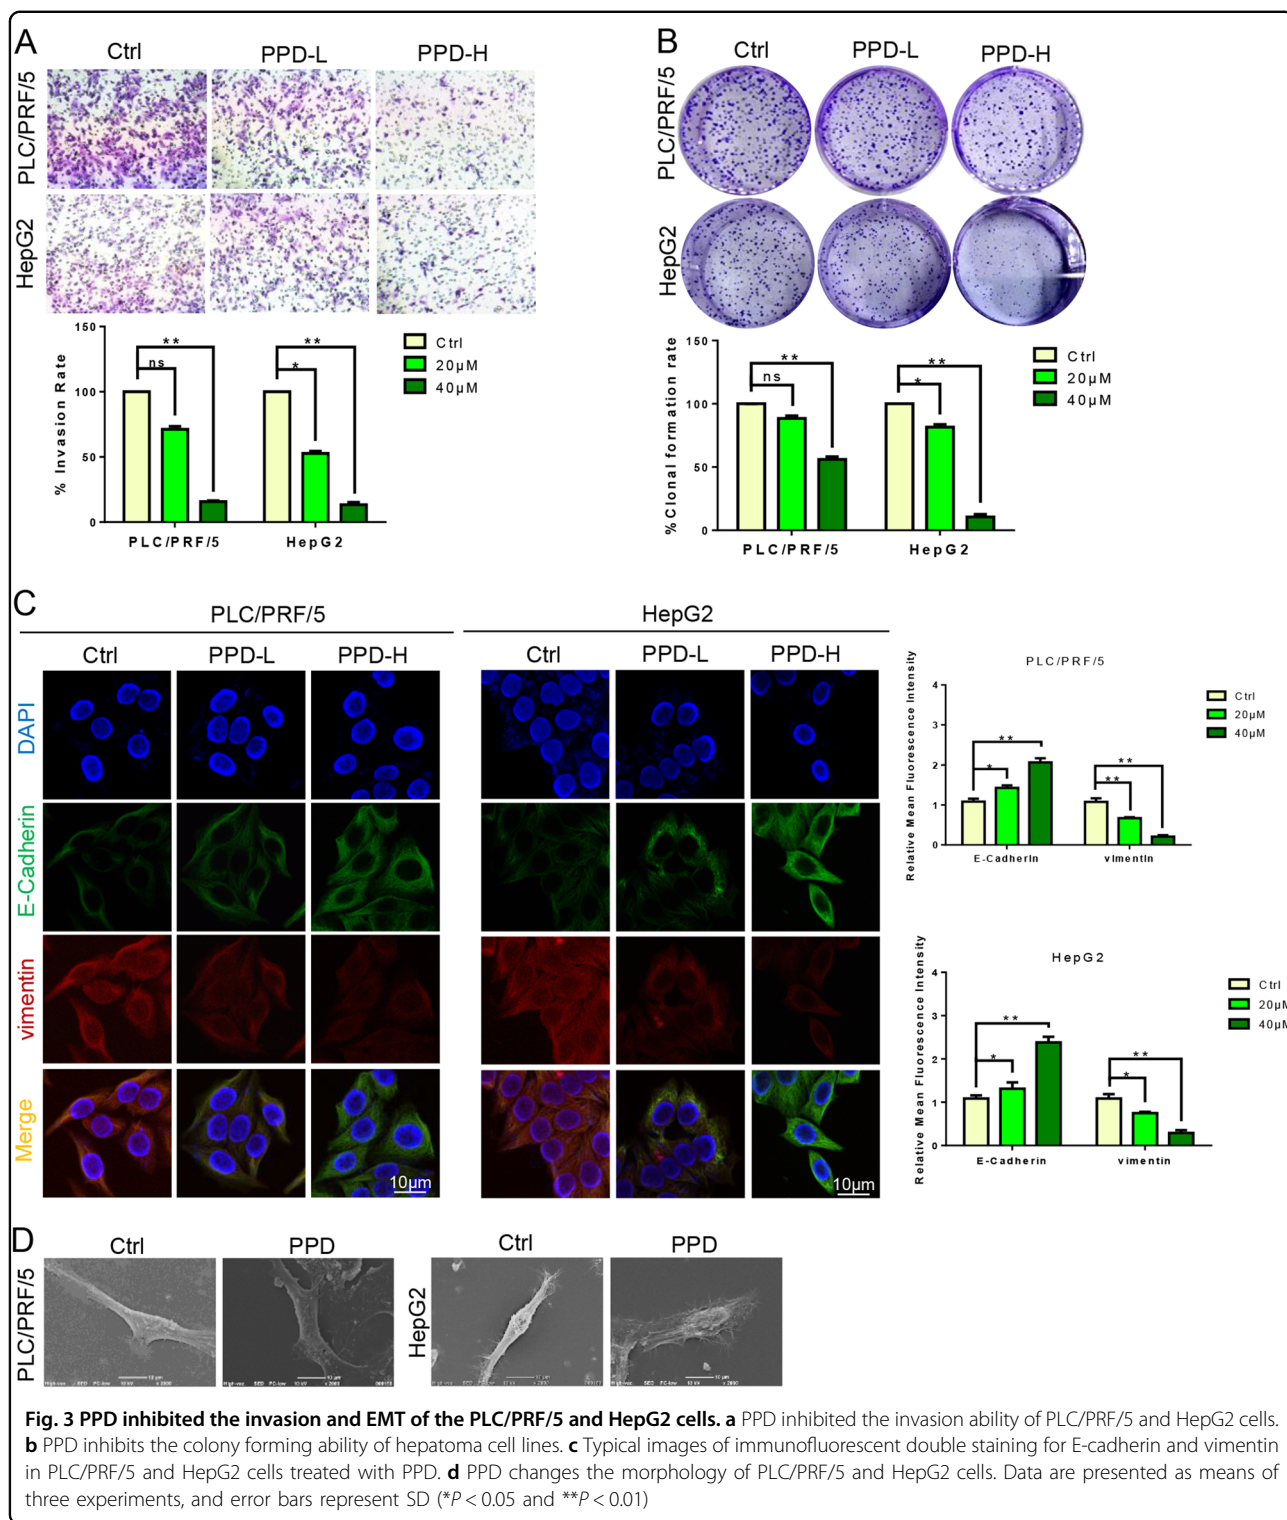 A
Ctrl
PPD-L
PPD-H
PLC/PRF/5
HepG2
% Invasion Rate
150
100
50
0
ns
**
*
**
PLC/PRF/5
HepG2
Ctrl
20μM
40μM
B
Ctrl
PPD-L
PPD-H
PLC/PRF/5
HepG2
% Clonal formation rate
150
100
50
0
ns
**
*
**
PLC/PRF/5
HepG2
Ctrl
20μM
40μM
C
PLC/PRF/5
HepG2
Ctrl
PPD-L
PPD-H
Ctrl
PPD-L
PPD-H
DAPI
E-Cadherin
vimentin
Merge
10μm
10μm
PLC/PRF/5
Relative Mean Fluorescence Intensity
4
3
2
1
0
*
**
**
**
E-Cadherin
vimentin
Ctrl
20μM
40μM
HepG2
Relative Mean Fluorescence Intensity
4
3
2
1
0
*
**
*
**
E-Cadherin
vimentin
Ctrl
20μM
40μM
D
Ctrl
PPD
Ctrl
PPD
PLC/PRF/5
HepG2
Fig. 3 PPD inhibited the invasion and EMT of the PLC/PRF/5 and HepG2 cells. a PPD inhibited the invasion ability of PLC/PRF/5 and HepG2 cells.
b PPD inhibits the colony forming ability of hepatoma cell lines. c Typical images of immunofluorescent double staining for E-cadherin and vimentin
in PLC/PRF/5 and HepG2 cells treated with PPD. d PPD changes the morphology of PLC/PRF/5 and HepG2 cells. Data are presented as means of
three experiments, and error bars represent SD (*P < 0.05 and **P < 0.01)